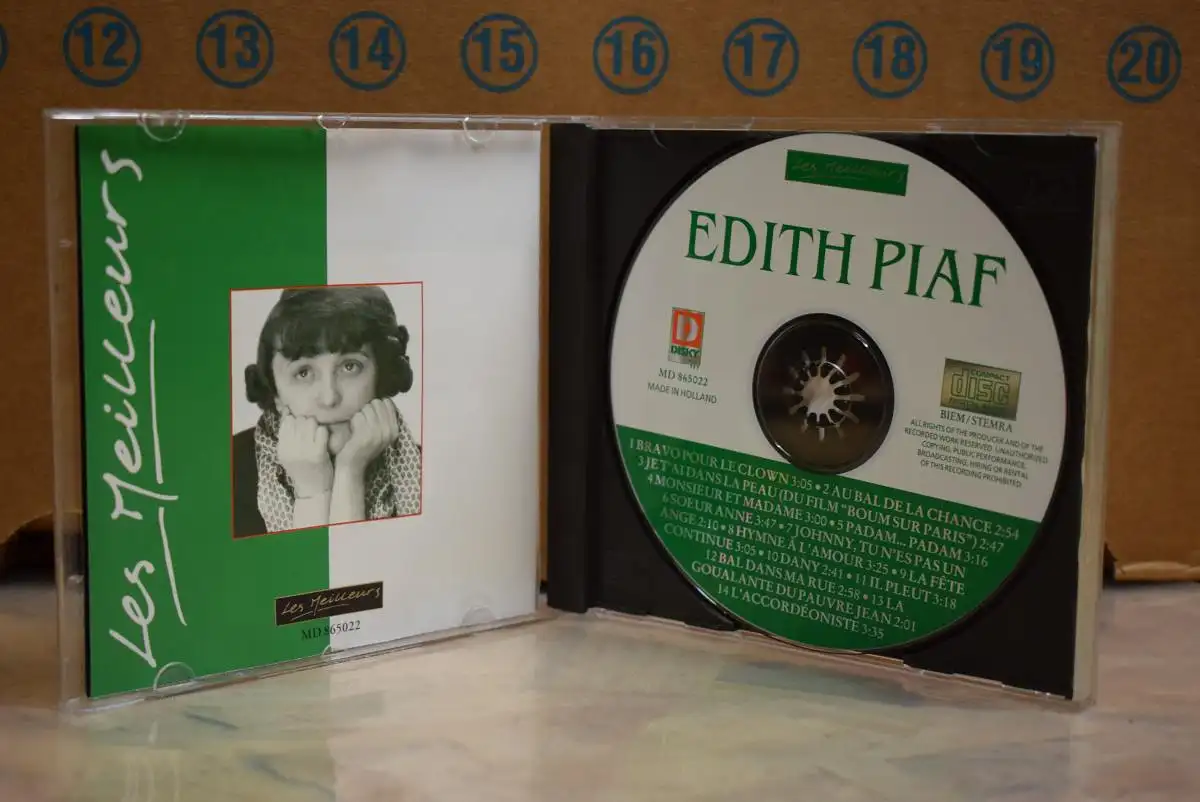 12 13 14 15 16 17 18 19 20
Les Meilleurs
Les Meilleurs
MD 865022
Les Meilleurs
EDITH PIAF
D
DISKY
MD 865022
MADE IN HOLLAND
COMPACT
disc
BIEM/STEMRA
ALL RIGHTS OF THE PRODUCER AND OF THE
RECORDED WORK RESERVED. UNAUTHORISED
COPYING, PUBLIC PERFORMANCE,
BROADCASTING, HIRING OR RENTAL
OF THIS RECORDING PROHIBITED
1 BRAVO POUR LE CLOWN 3:05 • 2 AU BAL DE LA CHANCE 2:54
3 JE T'AI DANS LA PEAU (DU FILM "BOUM SUR PARIS") 2:47
4 MONSIEUR ET MADAME 3:00 • 5 PADAM... PADAM 3:16
6 SOEUR ANNE 3:47 • 7 JOHNNY, TU N'ES PAS UN
ANGE 2:10 • 8 HYMNE À L'AMOUR 3:25 • 9 LA FÊTE
CONTINUE 3:05 • 10 DANY 2:41 • 11 IL PLEUT 3:18
12 BAL DANS MA RUE 2:58 • 13 LA
GOUALANTE DU PAUVRE JEAN 2:01
14 L'ACCORDÉONISTE 3:35